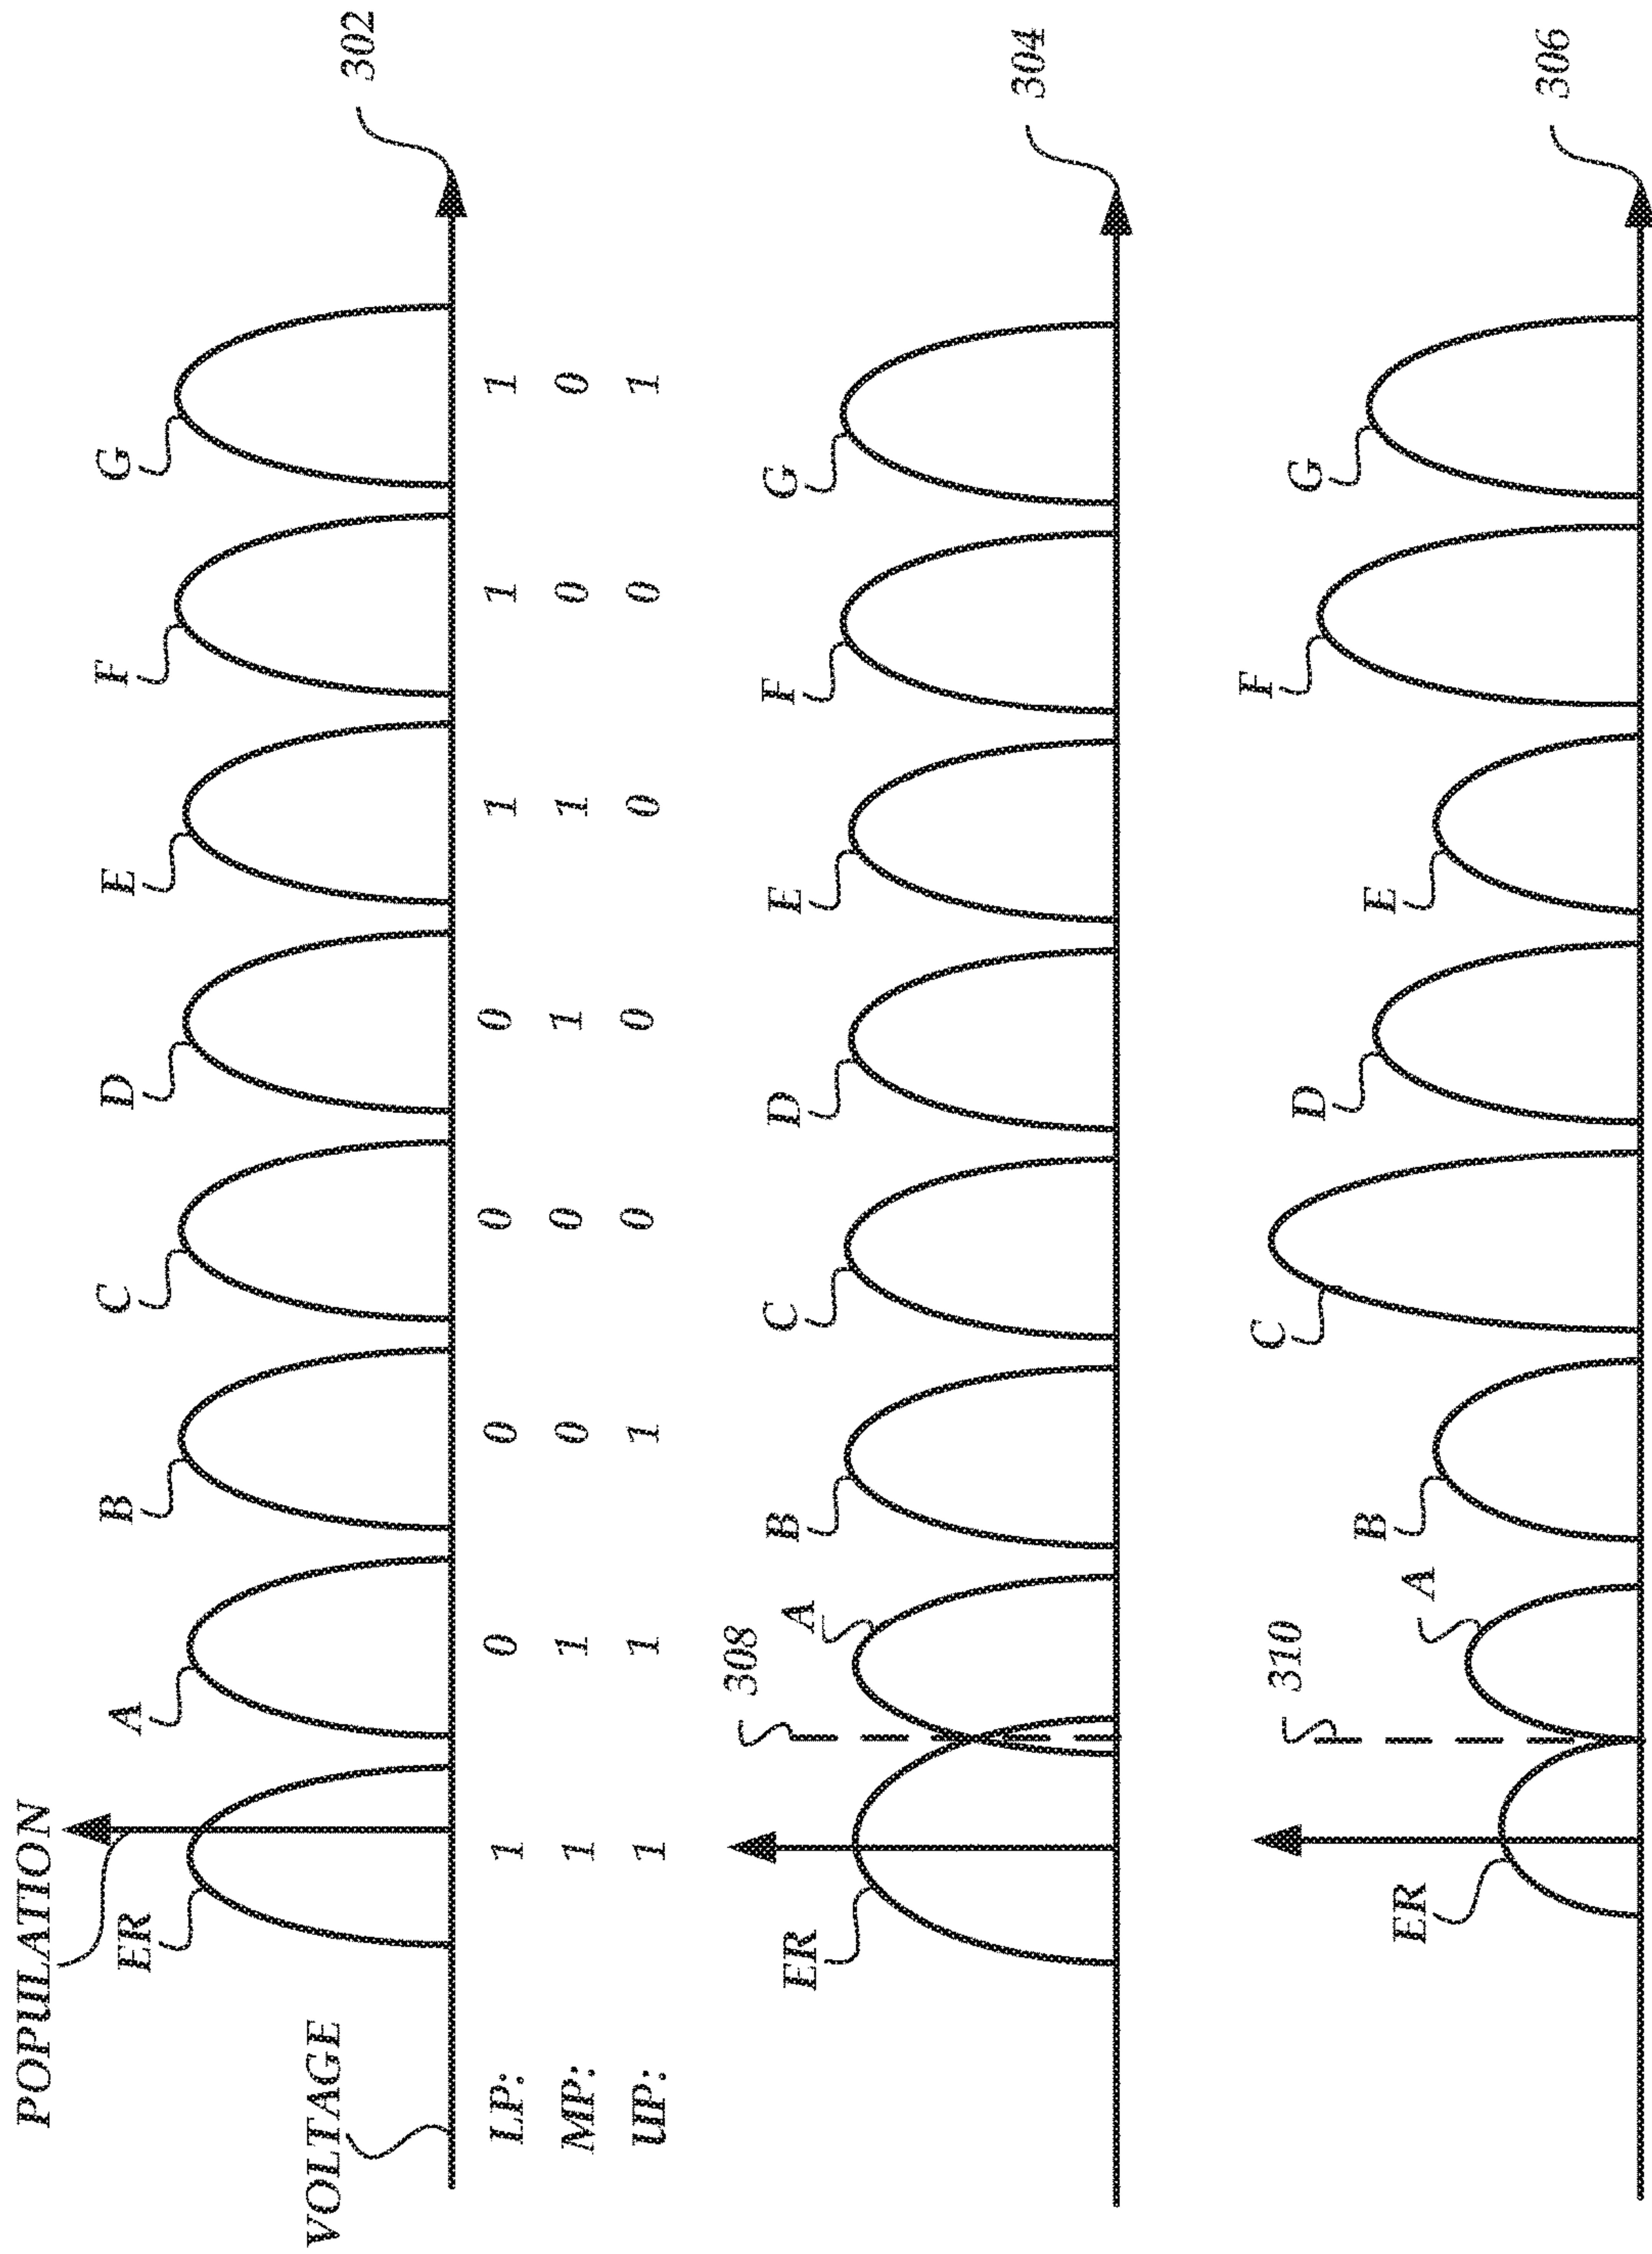 POPULATION
ER
A
B
C
D
E
F
G
302
VOLTAGE
LP: 1 0 0 0 0 1 1 1
MP: 1 1 0 0 1 1 0 0
UP: 1 1 1 0 0 0 0 1
308
ER
A
B
C
D
E
F
G
304
310
ER
A
B
C
D
E
F
G
306